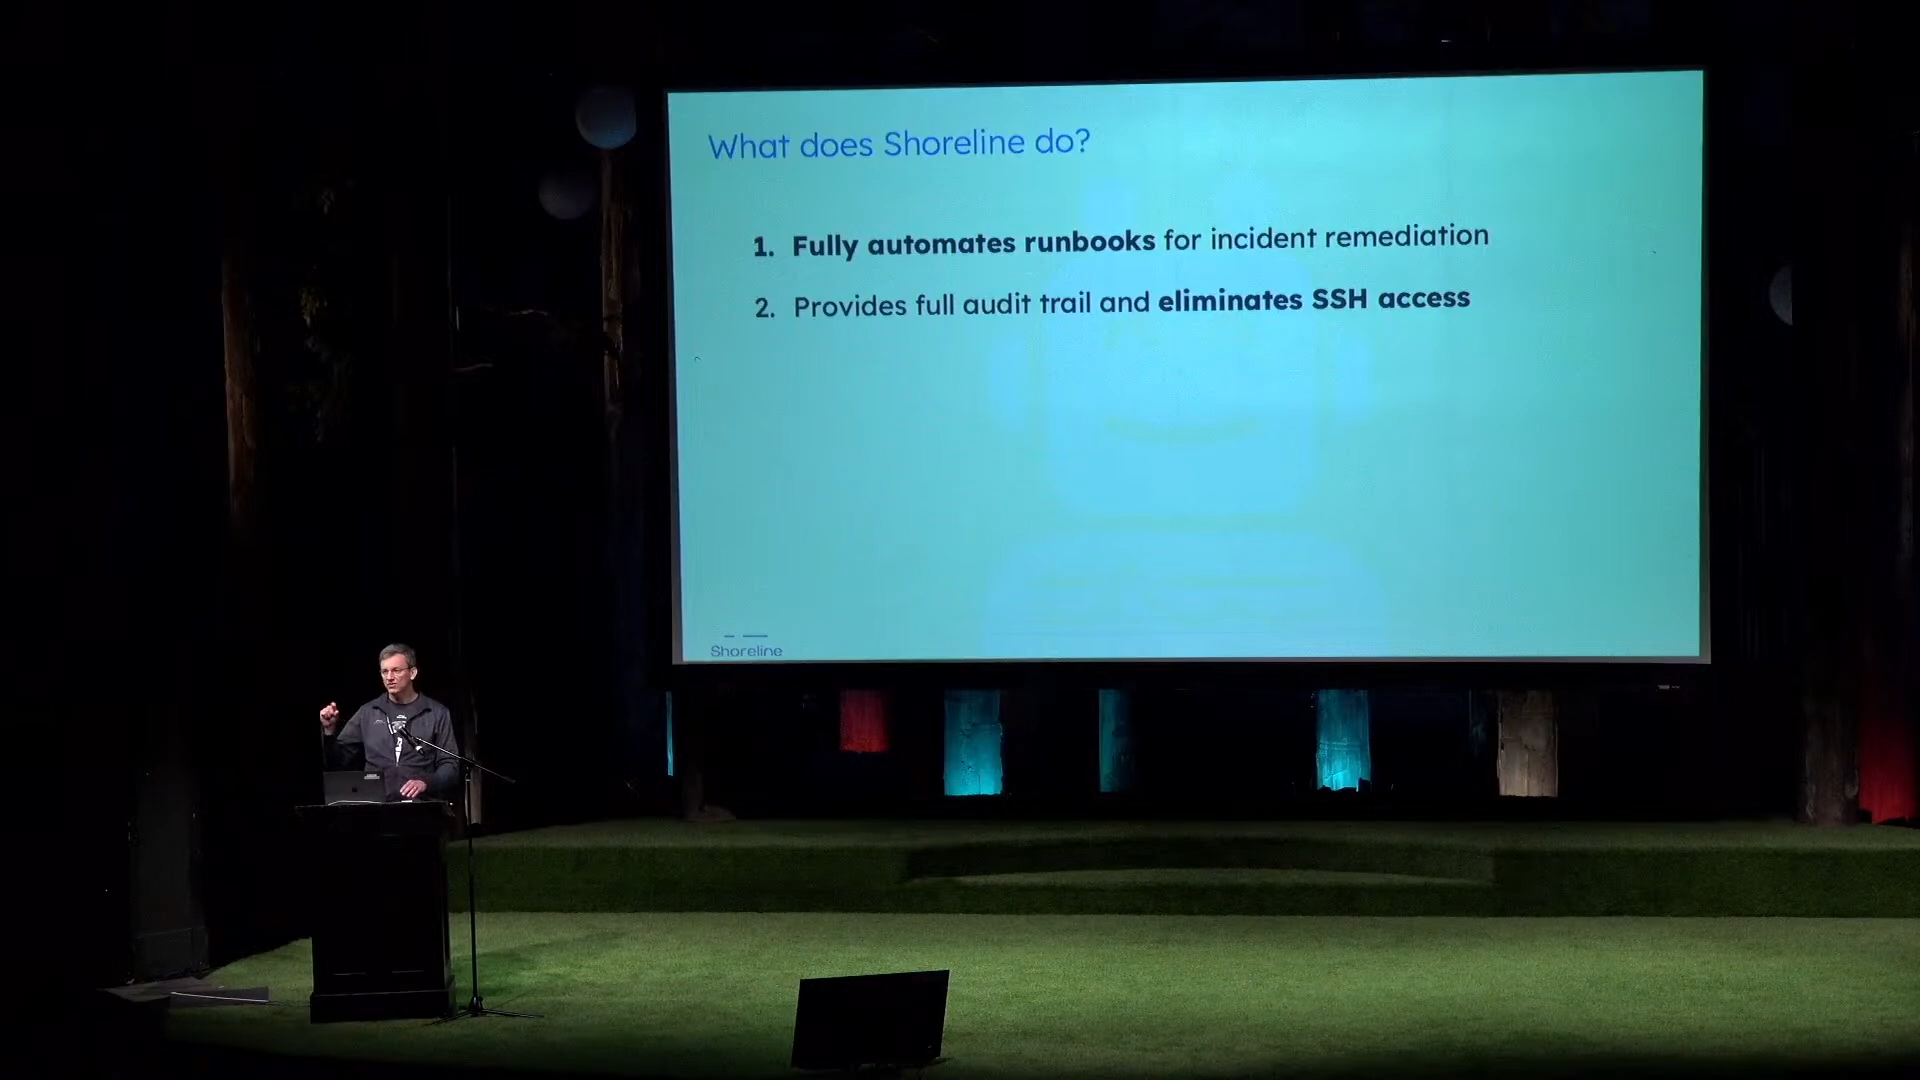 What does Shoreline do?
1. Fully automates runbooks for incident remediation
2. Provides full audit trail and eliminates SSH access
Shoreline